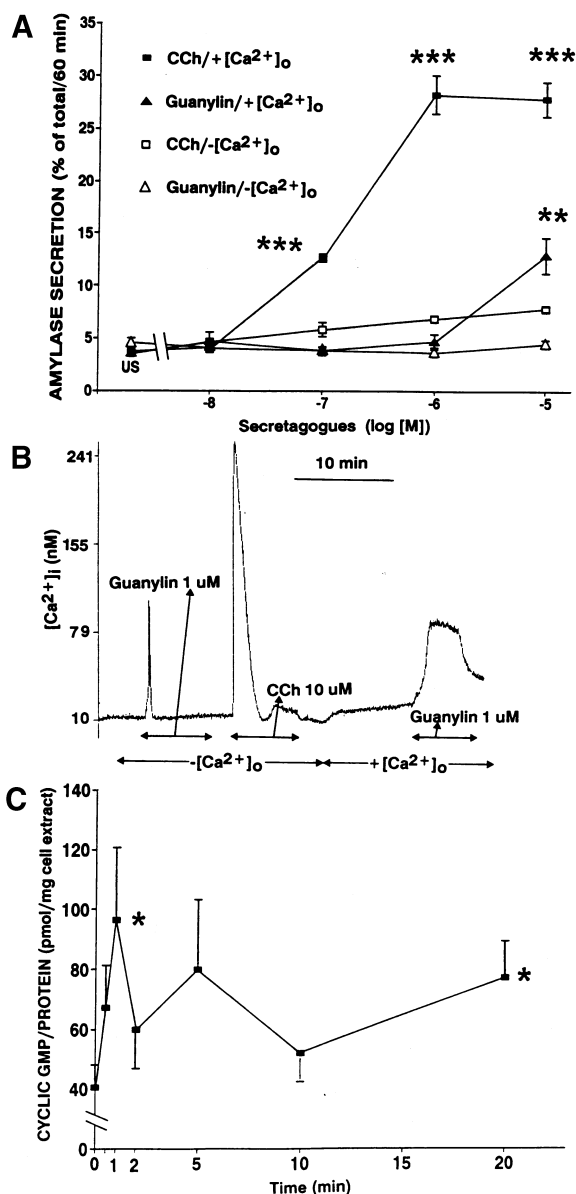 A
AMYLASE SECRETION (% of total/60 min)
35
30
25
20
15
10
5
0
CCh/+[Ca2+]o
Guanylin/+[Ca2+]o
CCh/-[Ca2+]o
Guanylin/-[Ca2+]o
***
***
***
**
US
-8
-7
-6
-5
Secretagogues (log [M])
B
[Ca2+]i (nM)
241
155
79
10
10 min
Guanylin 1 uM
CCh 10 uM
Guanylin 1 uM
-[Ca2+]o
+[Ca2+]o
C
CYCLIC GMP/PROTEIN (pmol/mg cell extract)
140
120
100
80
60
40
0
*
*
0 1 2 5 10 15 20
Time (min)